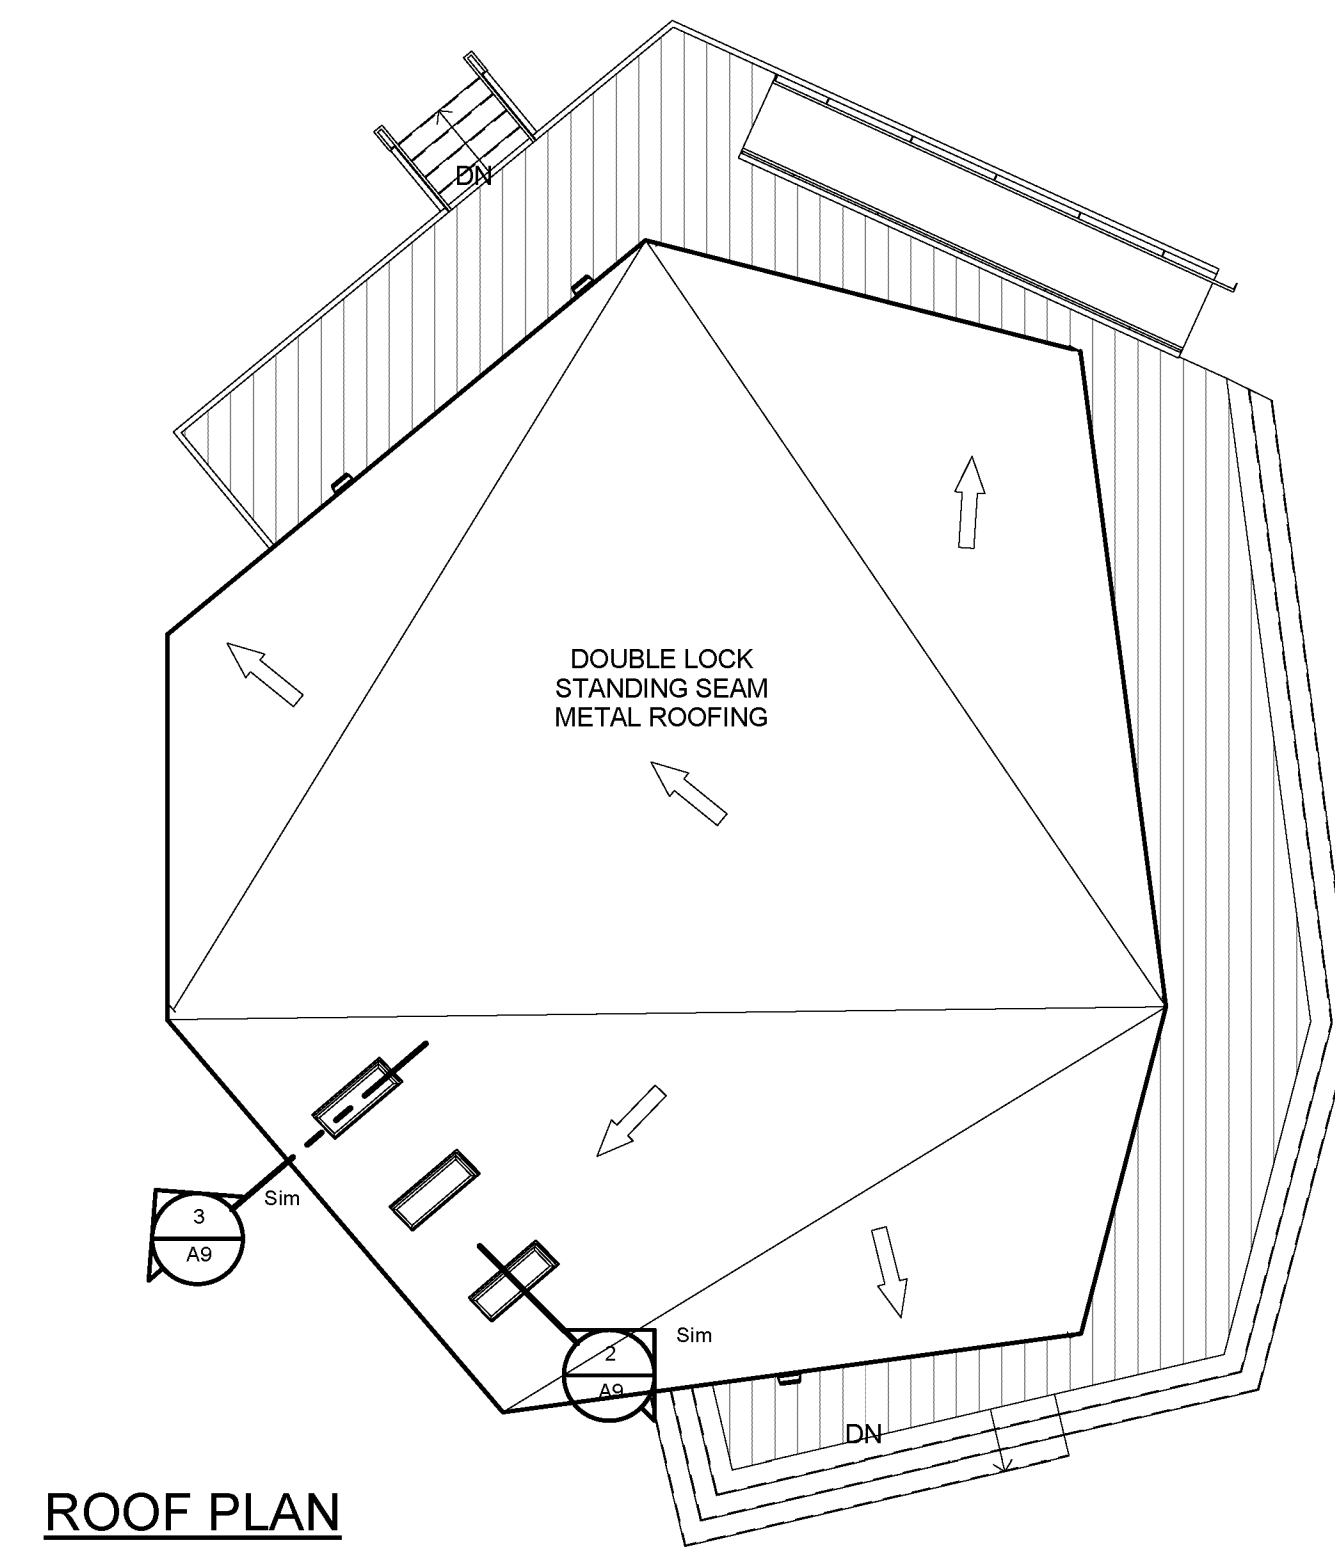 DN
DOUBLE LOCK
STANDING SEAM
METAL ROOFING
Sim
3
A9
Sim
2
A9
DN
ROOF PLAN